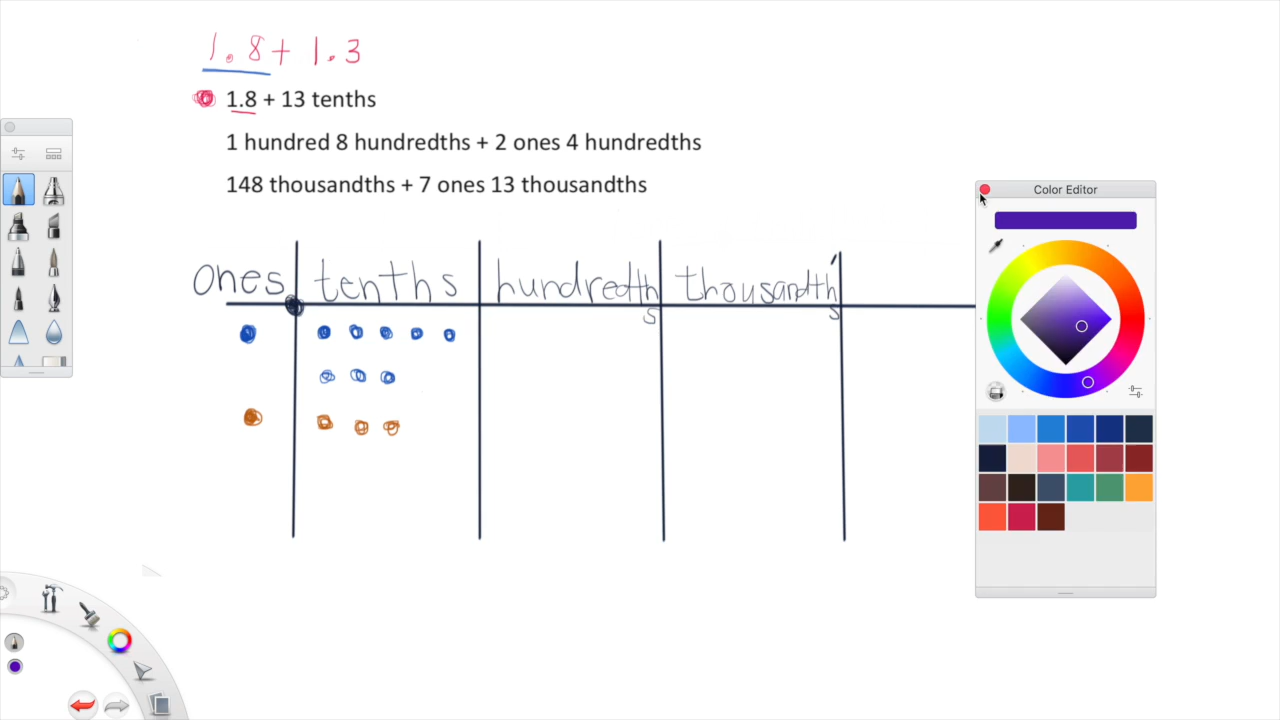 1.8 + 1.3
1.8 + 13 tenths
1 hundred 8 hundredths + 2 ones 4 hundredths
148 thousandths + 7 ones 13 thousandths
Color Editor
ones tenths hundredths thousandths